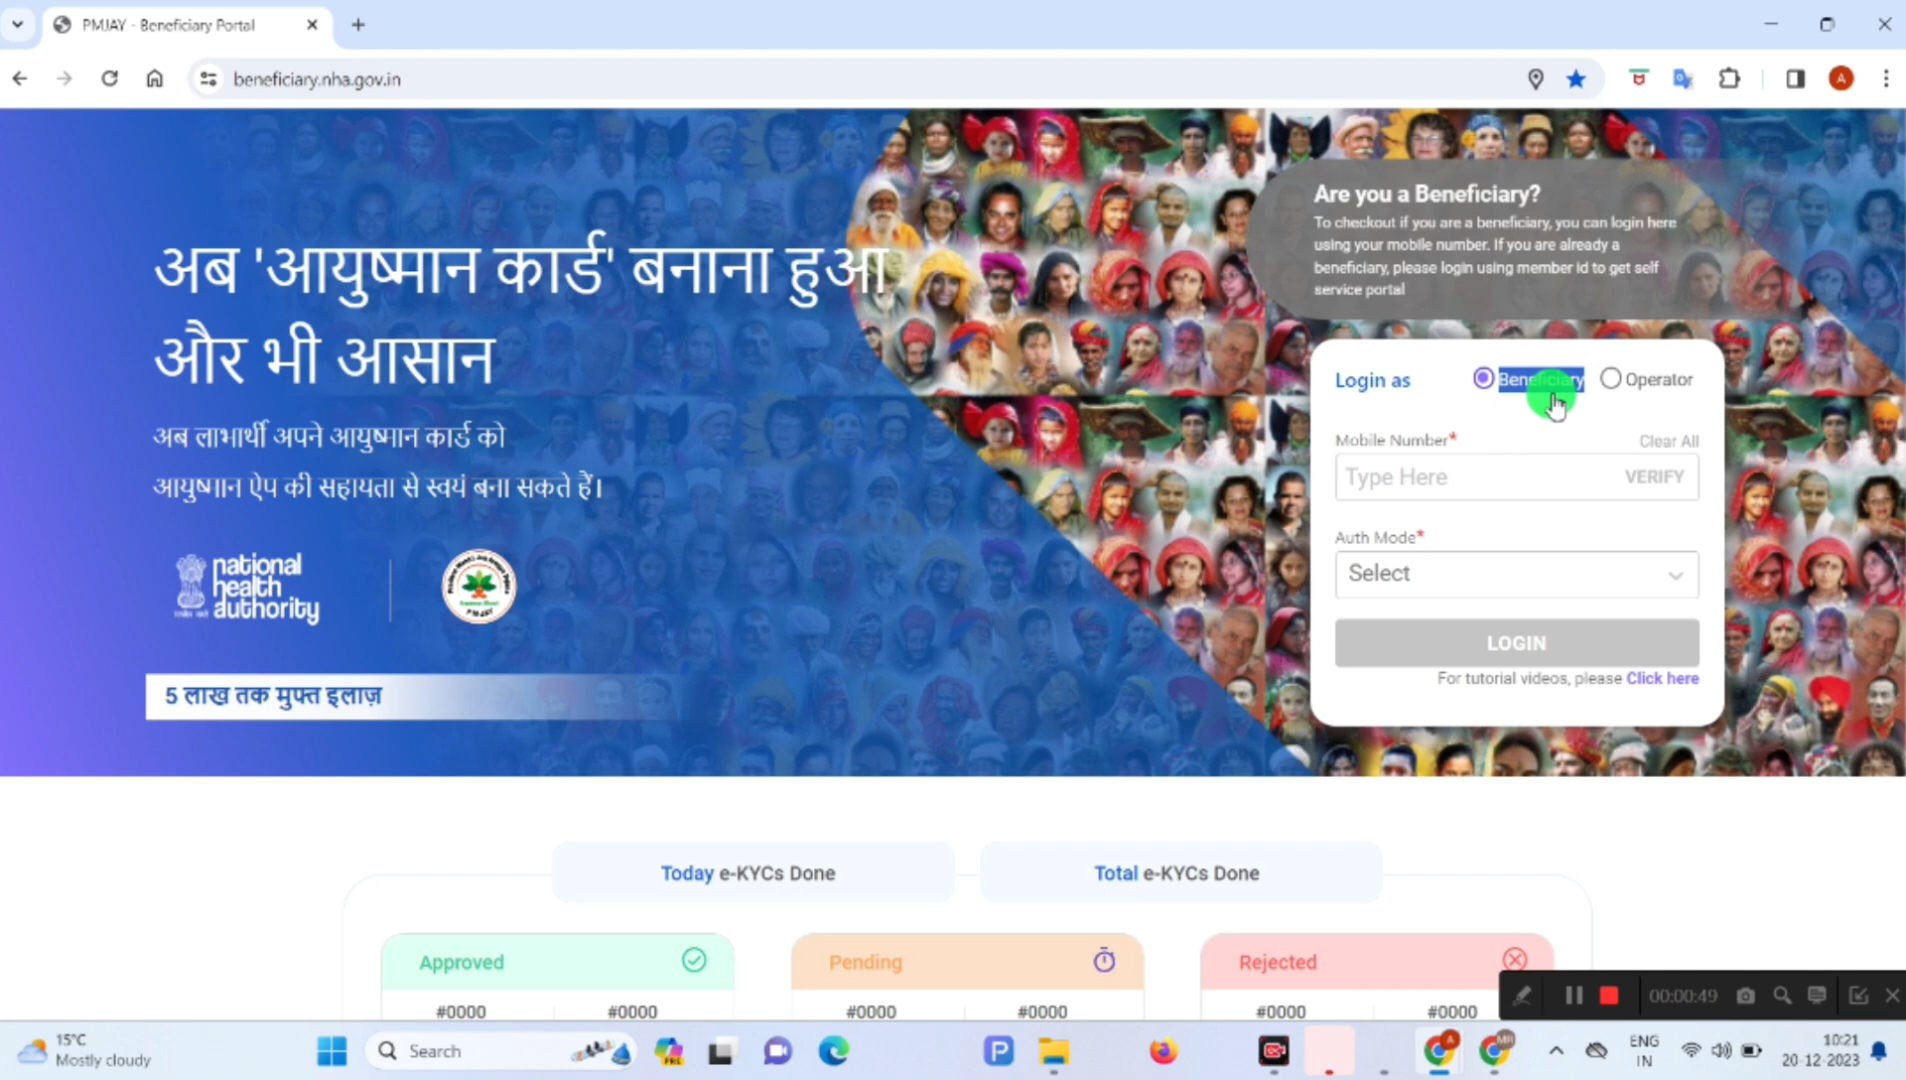 PMJAY - Beneficiary Portal
beneficiary.nha.gov.in
A
अब 'आयुष्मान कार्ड' बनाना हुआ
और भी आसान
अब लाभार्थी अपने आयुष्मान कार्ड को
आयुष्मान ऐप की सहायता से स्वयं बना सकते हैं।
national
health
authority
PM-JAY
5 लाख तक मुफ्त इलाज़
Are you a Beneficiary?
To checkout if you are a beneficiary, you can login here
using your mobile number. If you are already a
beneficiary, please login using member id to get self
service portal
Login as Beneficiary Operator
Mobile Number* Clear All
Type Here VERIFY
Auth Mode*
Select
LOGIN
For tutorial videos, please Click here
Today e-KYCs Done Total e-KYCs Done
Approved Pending Rejected
#0000 #0000 #0000 #0000 #0000 #0000
00:00:49
15°C
Mostly cloudy
Search
PRE
P
A
MR
ENG
IN
10:21
20-12-2023